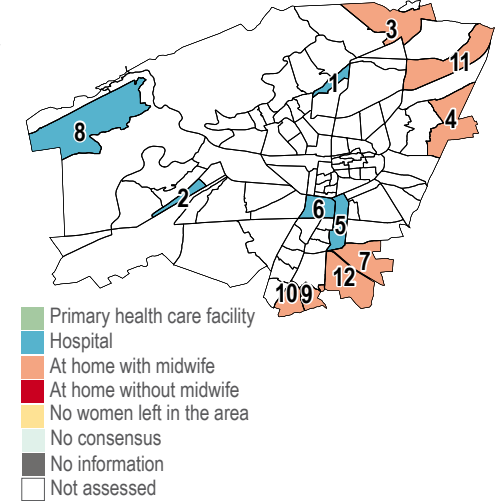 3
11
1
4
8
2
6
5
7
12
10 9
Primary health care facility
Hospital
At home with midwife
At home without midwife
No women left in the area
No consensus
No information
Not assessed